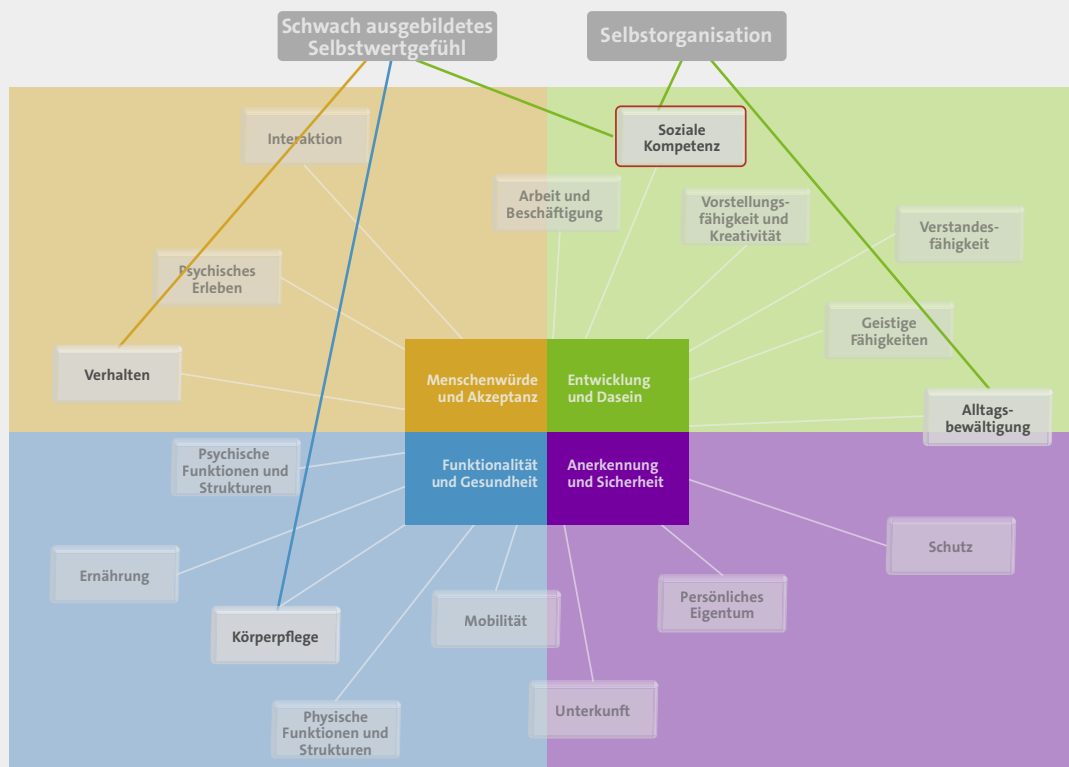 Schwach ausgebildetes
Selbstwertgefühl
Selbstorganisation
Interaktion
Soziale
Kompetenz
Arbeit und
Beschäftigung
Vorstellungs-
fähigkeit und
Kreativität
Verstandes-
fähigkeit
Psychisches
Erleben
Geistige
Fähigkeiten
Verhalten
Menschenwürde
und Akzeptanz
Entwicklung
und Dasein
Alltags-
bewältigung
Psychische
Funktionen und
Strukturen
Funktionalität
und Gesundheit
Anerkennung
und Sicherheit
Schutz
Ernährung
Persönliches
Eigentum
Mobilität
Körperpflege
Unterkunft
Physische
Funktionen und
Strukturen